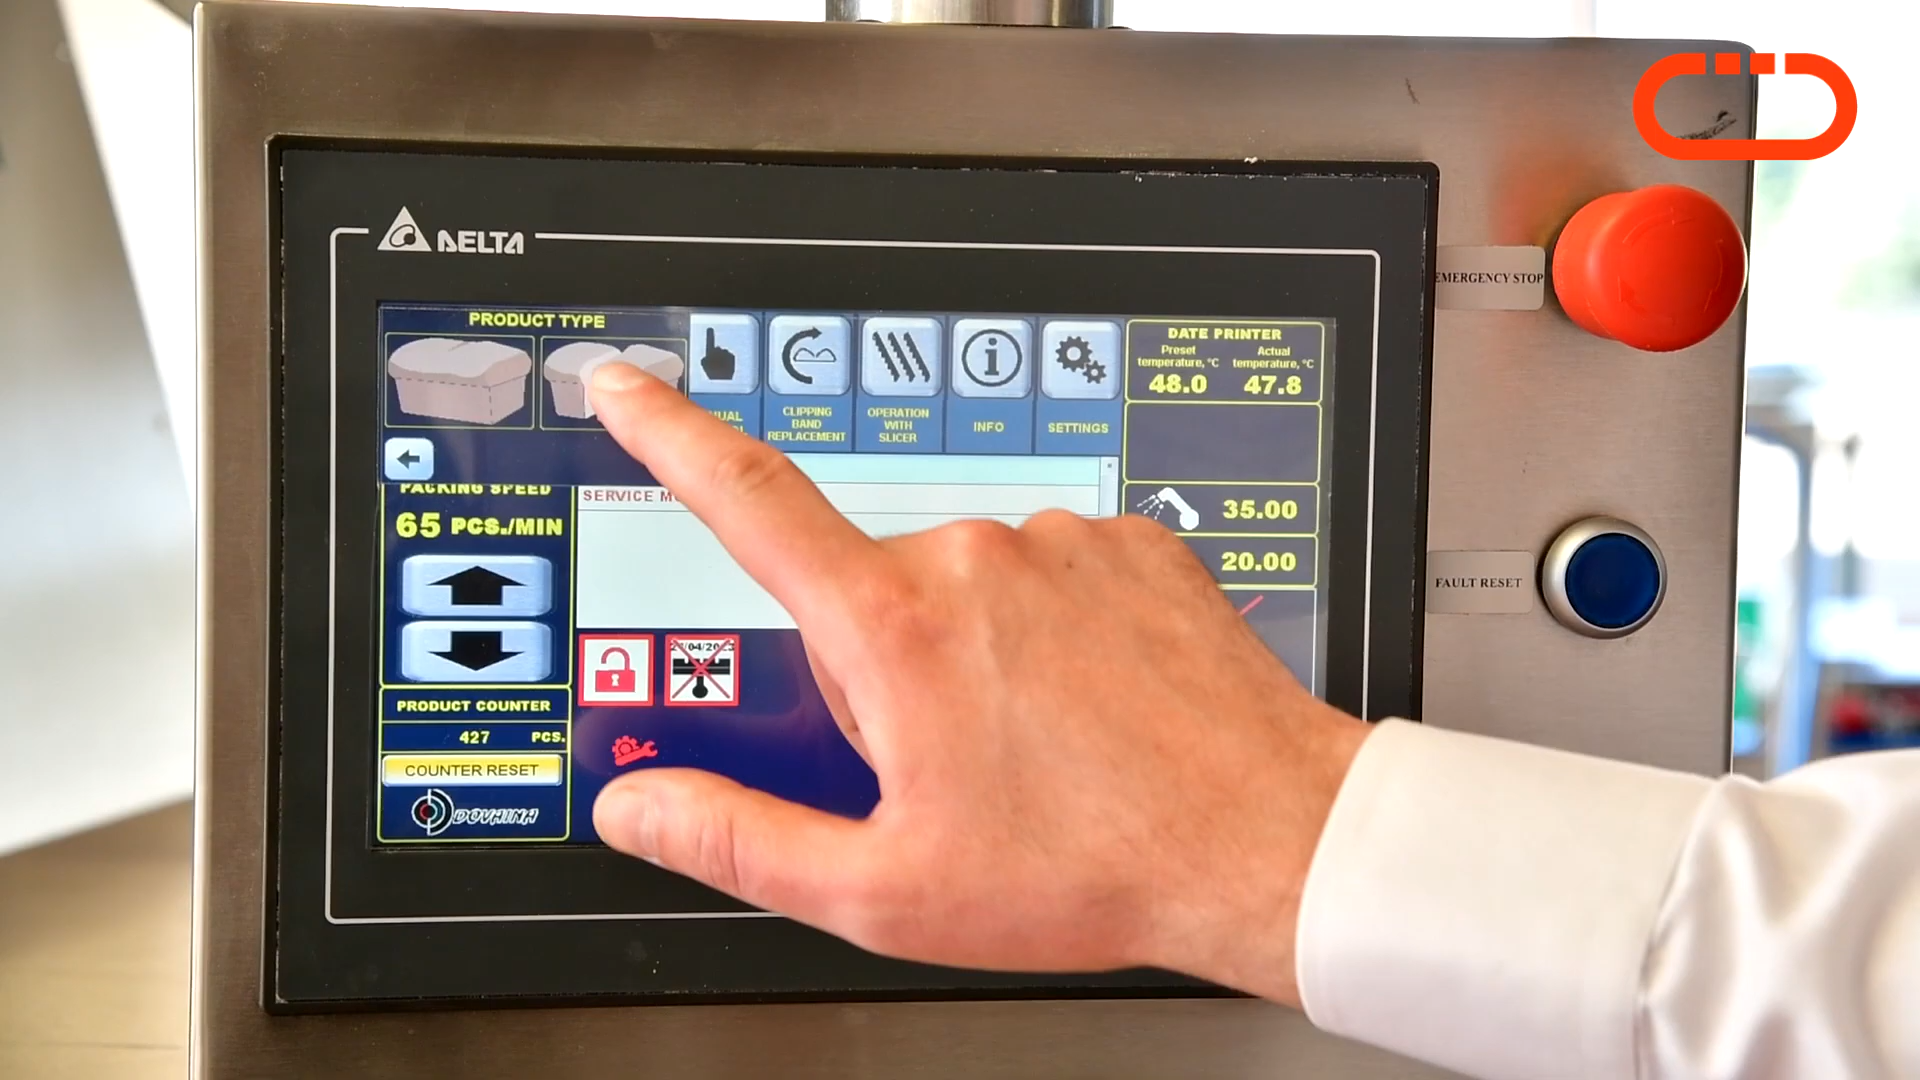 DELTA
PRODUCT TYPE
CLIPPING
BAND
REPLACEMENT
OPERATION
WITH
SLICER
INFO
SETTINGS
DATE PRINTER
Preset
temperature, °C
Actual
temperature, °C
48.0
47.8
PACKING SPEED
65 PCS./MIN
SERVICE
35.00
20.00
PRODUCT COUNTER
427 PCS.
COUNTER RESET
DOVAINA
EMERGENCY STOP
FAULT RESET